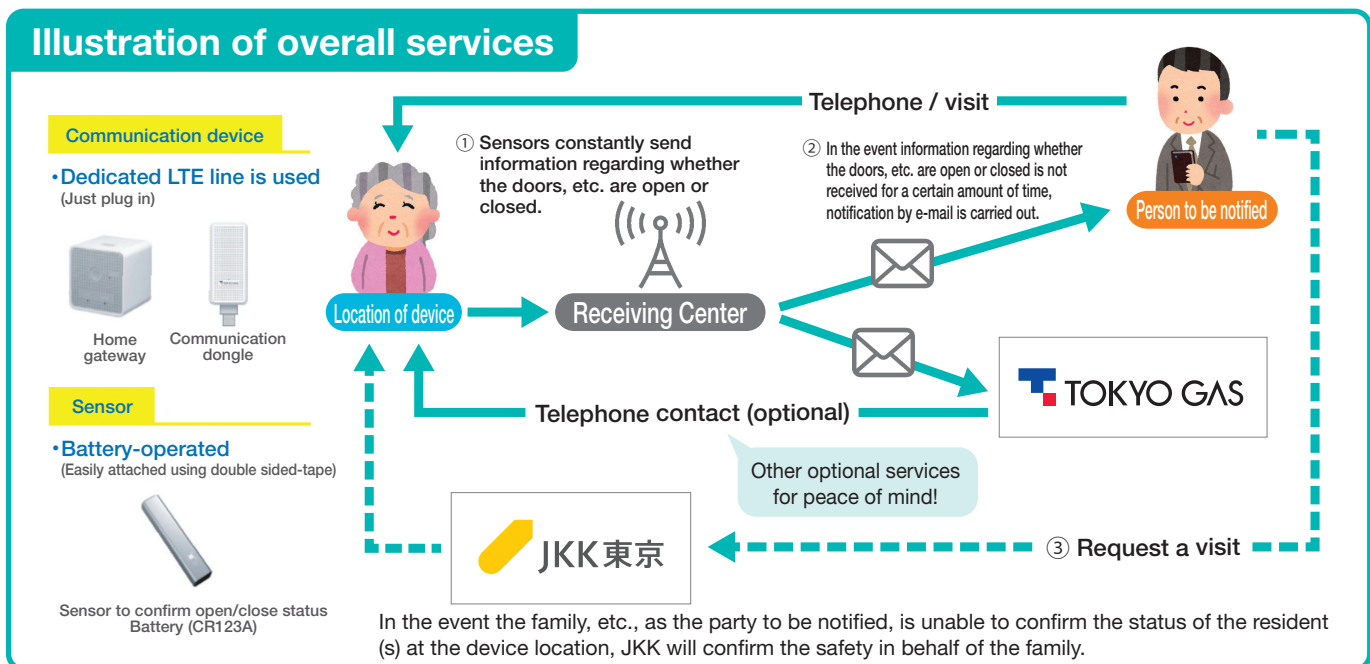 Illustration of overall services
Communication device
・Dedicated LTE line is used
(Just plug in)
Home
gateway
Communication
dongle
Sensor
・Battery-operated
(Easily attached using double sided-tape)
Sensor to confirm open/close status
Battery (CR123A)
Telephone / visit
① Sensors constantly send
information regarding whether
the doors, etc. are open or
closed.
② In the event information regarding whether
the doors, etc. are open or closed is not
received for a certain amount of time,
notification by e-mail is carried out.
Person to be notified
Location of device
Receiving Center
TOKYO GAS
Telephone contact (optional)
Other optional services
for peace of mind!
JKK東京
③ Request a visit
In the event the family, etc., as the party to be notified, is unable to confirm the status of the resident
(s) at the device location, JKK will confirm the safety in behalf of the family.